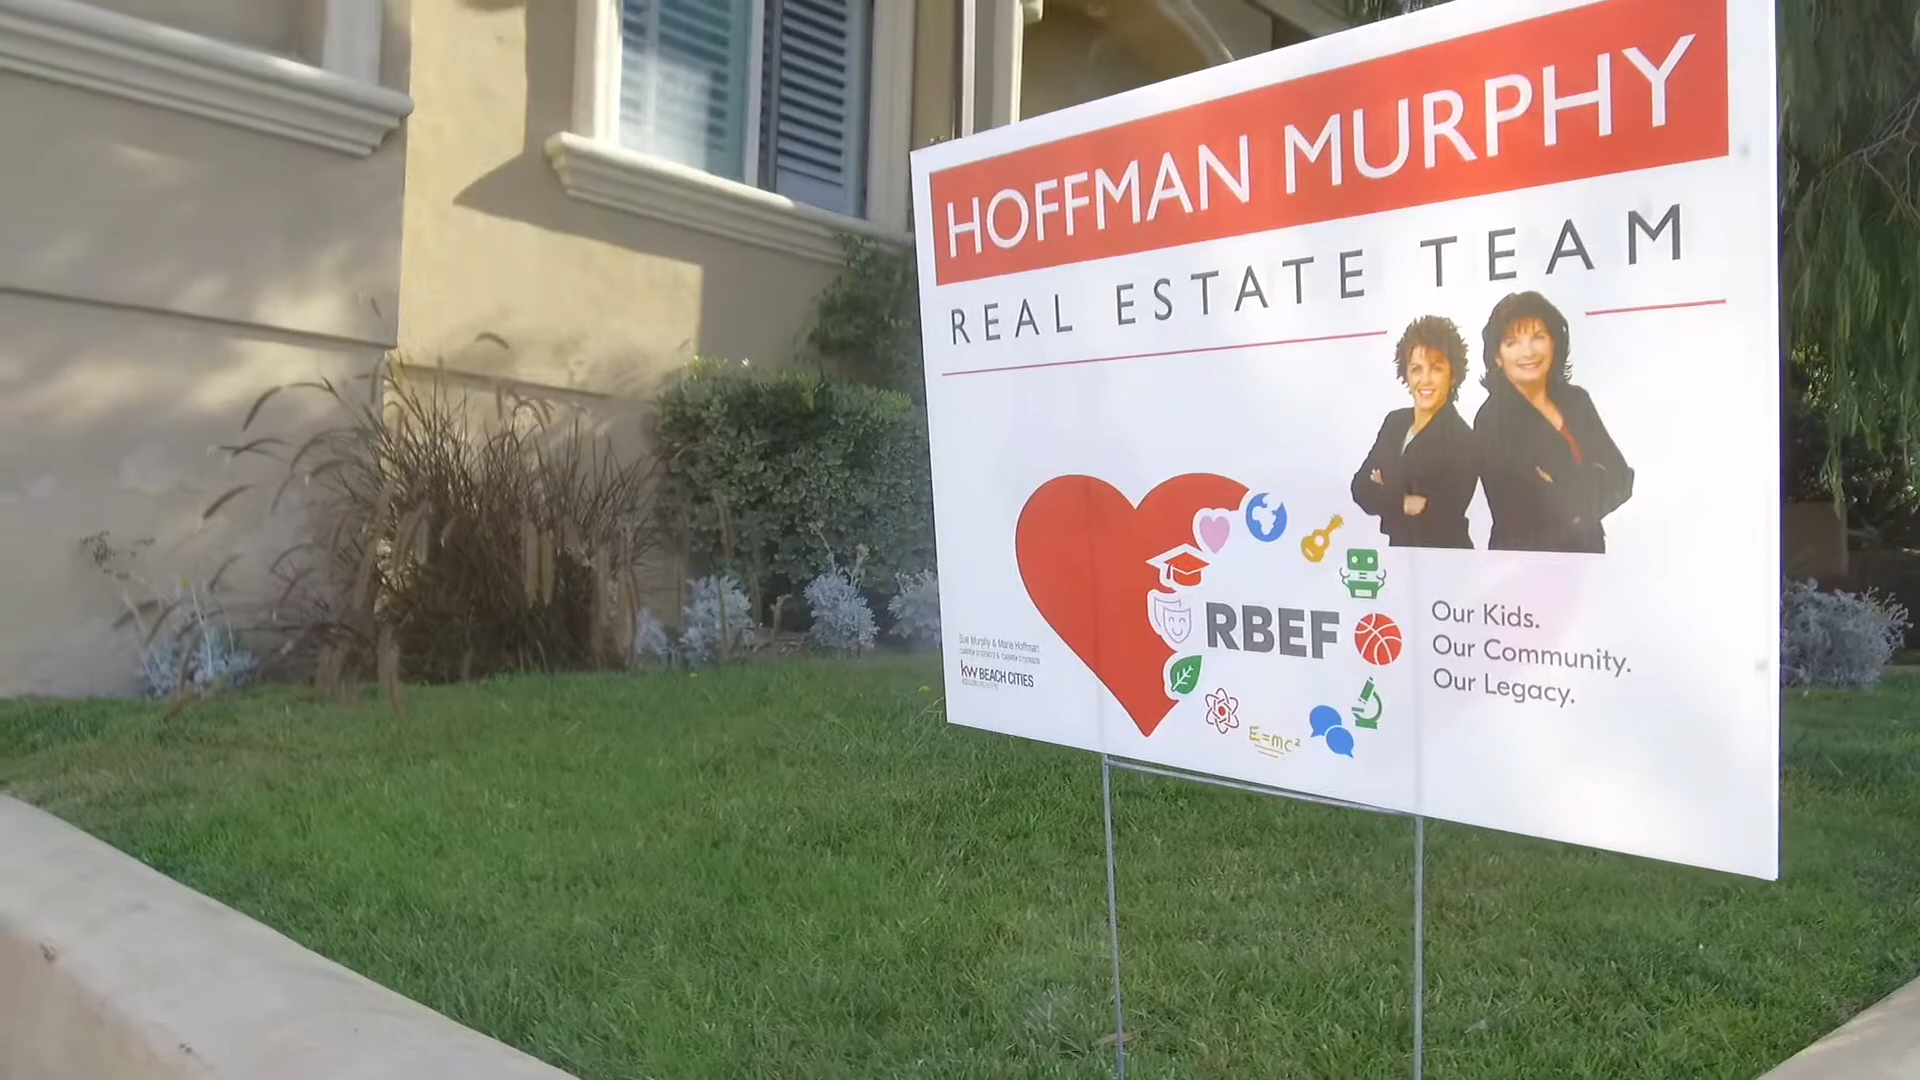 HOFFMAN MURPHY
REAL ESTATE TEAM
RBEF
Our Kids.
Our Community.
Our Legacy.
E=mc²
Sue Murphy & Marie Hoffman
kw BEACH CITIES